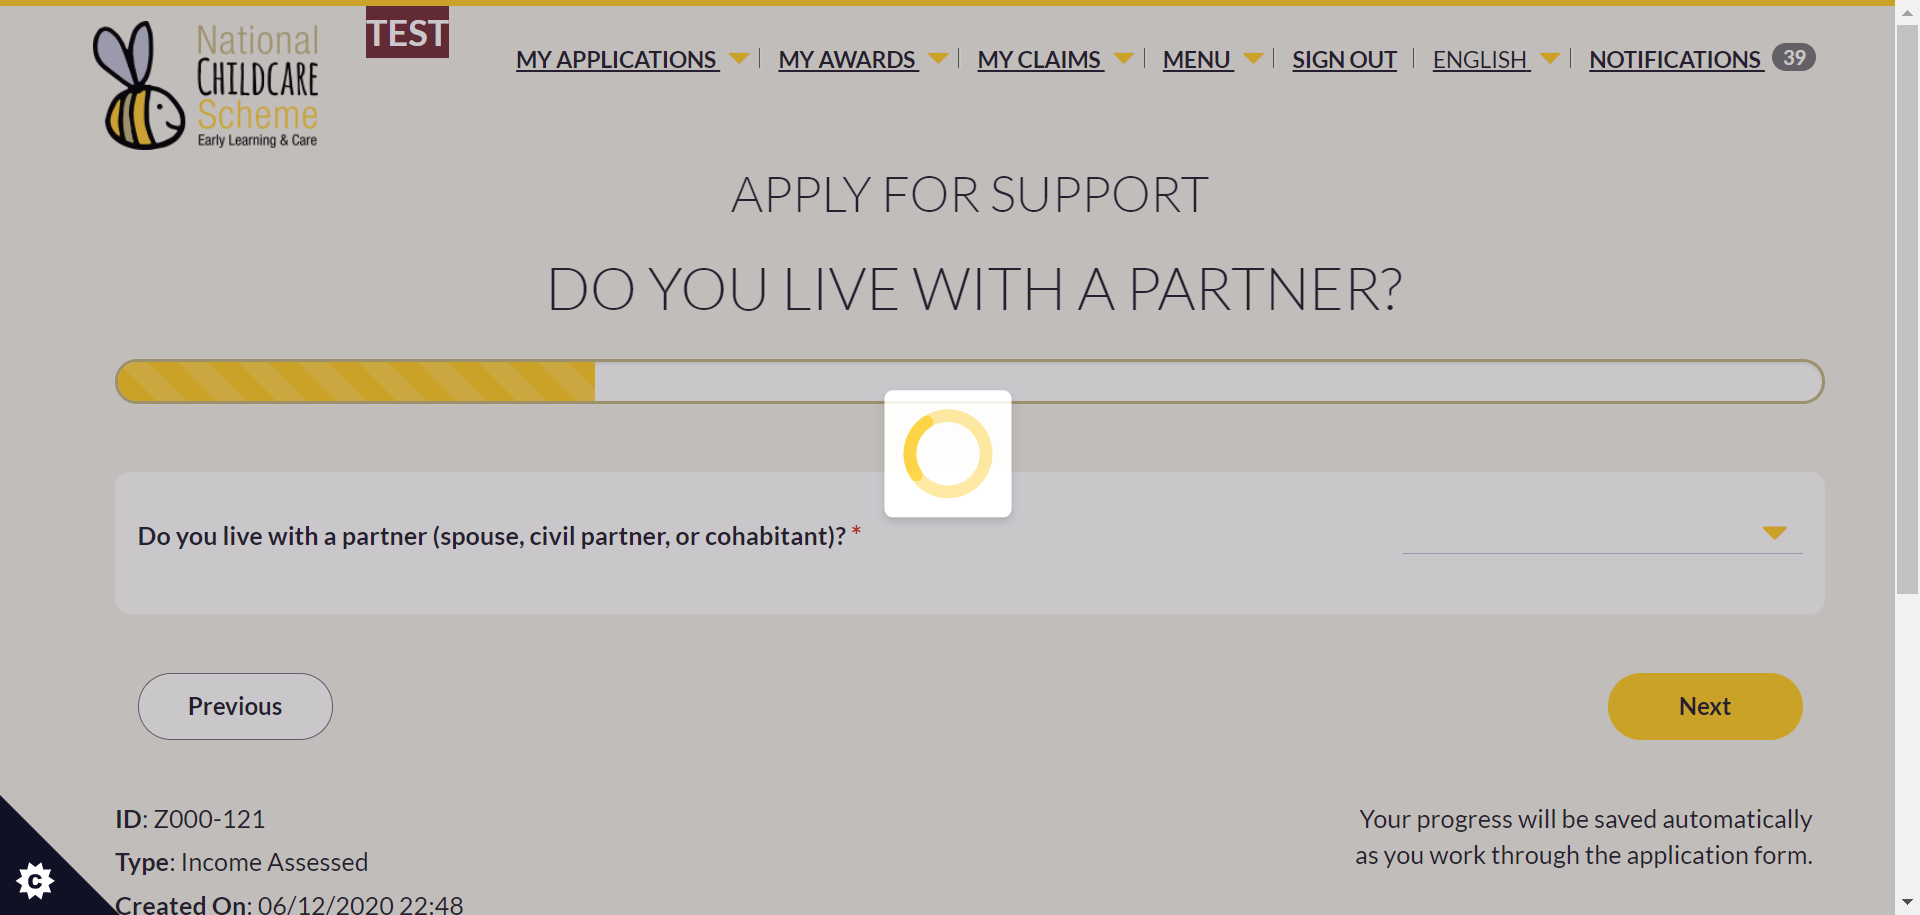 National
CHILDCARE
Scheme
Early Learning & Care
TEST
MY APPLICATIONS
MY AWARDS
MY CLAIMS
MENU
SIGN OUT
ENGLISH
NOTIFICATIONS 39
APPLY FOR SUPPORT
DO YOU LIVE WITH A PARTNER?
Do you live with a partner (spouse, civil partner, or cohabitant)? *
Previous
Next
ID: Z000-121
Type: Income Assessed
Created On: 06/12/2020 22:48
Your progress will be saved automatically
as you work through the application form.
C